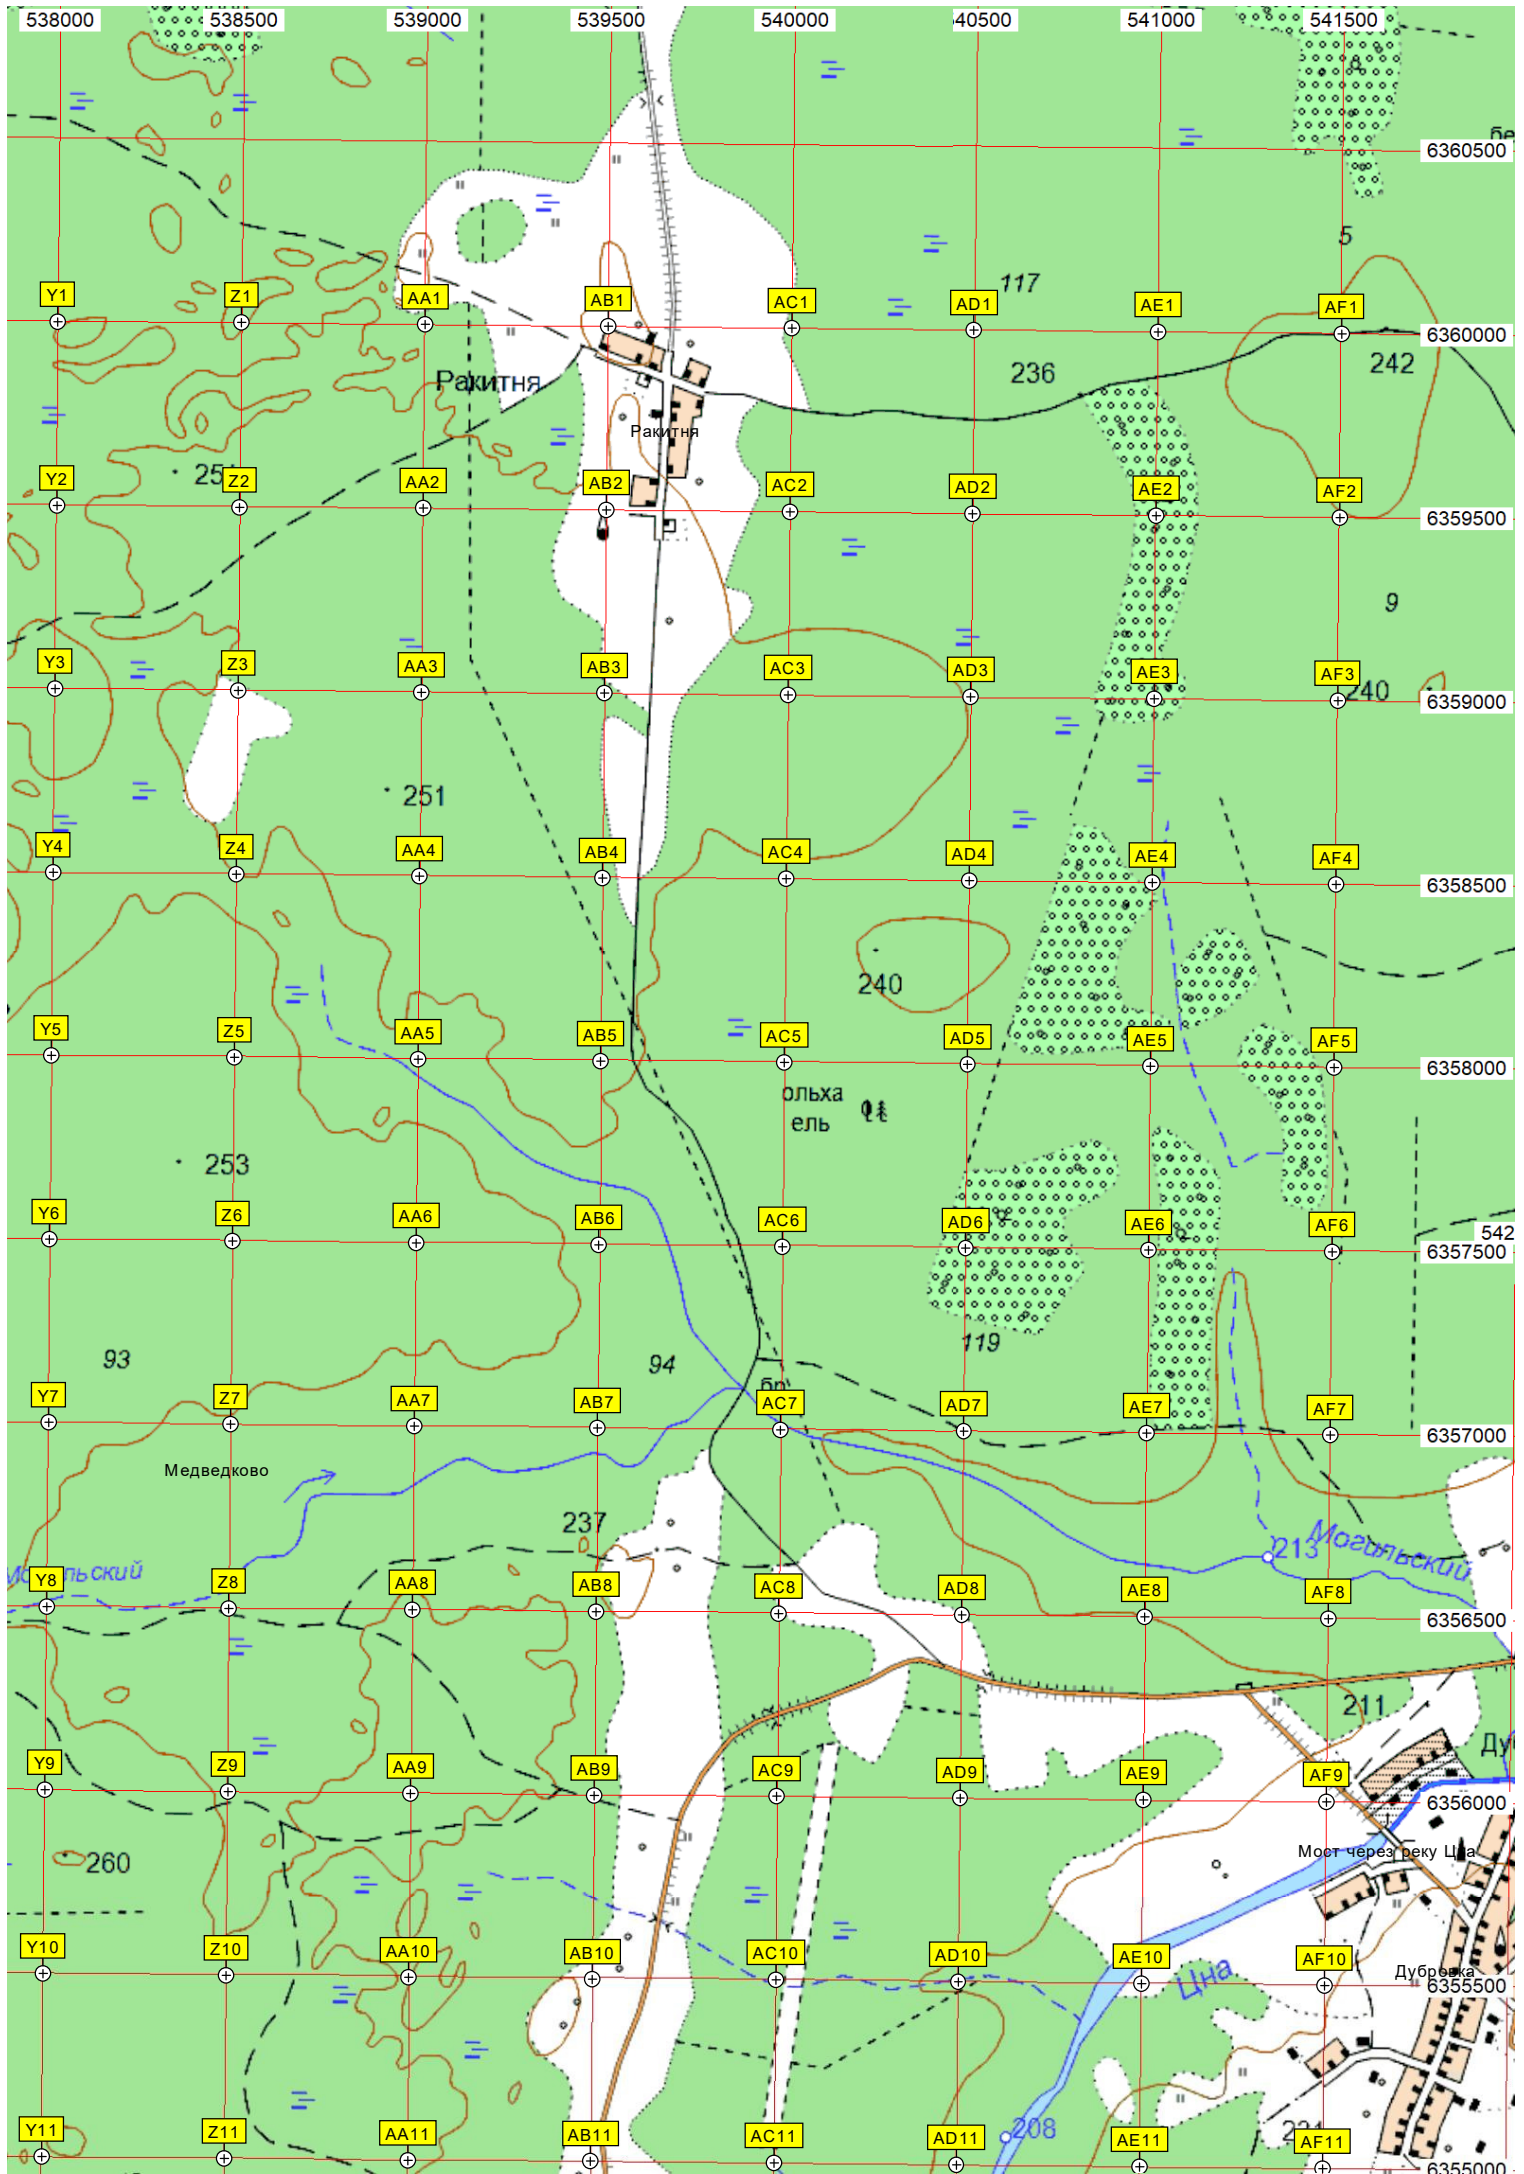 538000 538500 539000 539500 540000 540500 541000 541500
6360500
5
117
Y1 Z1 AA1 AB1 AC1 AD1 AE1 AF1
6360000
236 242
Ракитня
Ракитня
Y2 Z2 AA2 AB2 AC2 AD2 AE2 AF2
6359500
9
Y3 Z3 AA3 AB3 AC3 AD3 AE3 AF3
240
6359000
251
Y4 Z4 AA4 AB4 AC4 AD4 AE4 AF4
6358500
240
Y5 Z5 AA5 AB5 AC5 AD5 AE5 AF5
6358000
ольха
ель
253
Y6 Z6 AA6 AB6 AC6 AD6 AE6 AF6
542
6357500
93 94 119
бр
Y7 Z7 AA7 AB7 AC7 AD7 AE7 AF7
6357000
Медведково
237
213 Могильский
Y8 Z8 AA8 AB8 AC8 AD8 AE8 AF8
6356500
211
Y9 Z9 AA9 AB9 AC9 AD9 AE9 AF9
6356000
Мост через реку Цна
260
Y10 Z10 AA10 AB10 AC10 AD10 AE10 AF10
Цна
Дубровка
6355500
208
Y11 Z11 AA11 AB11 AC11 AD11 AE11 AF11
6355000